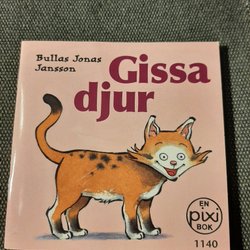 Bullas Jonas
Jansson
Gissa
djur
EN
pixi
BOK
1140